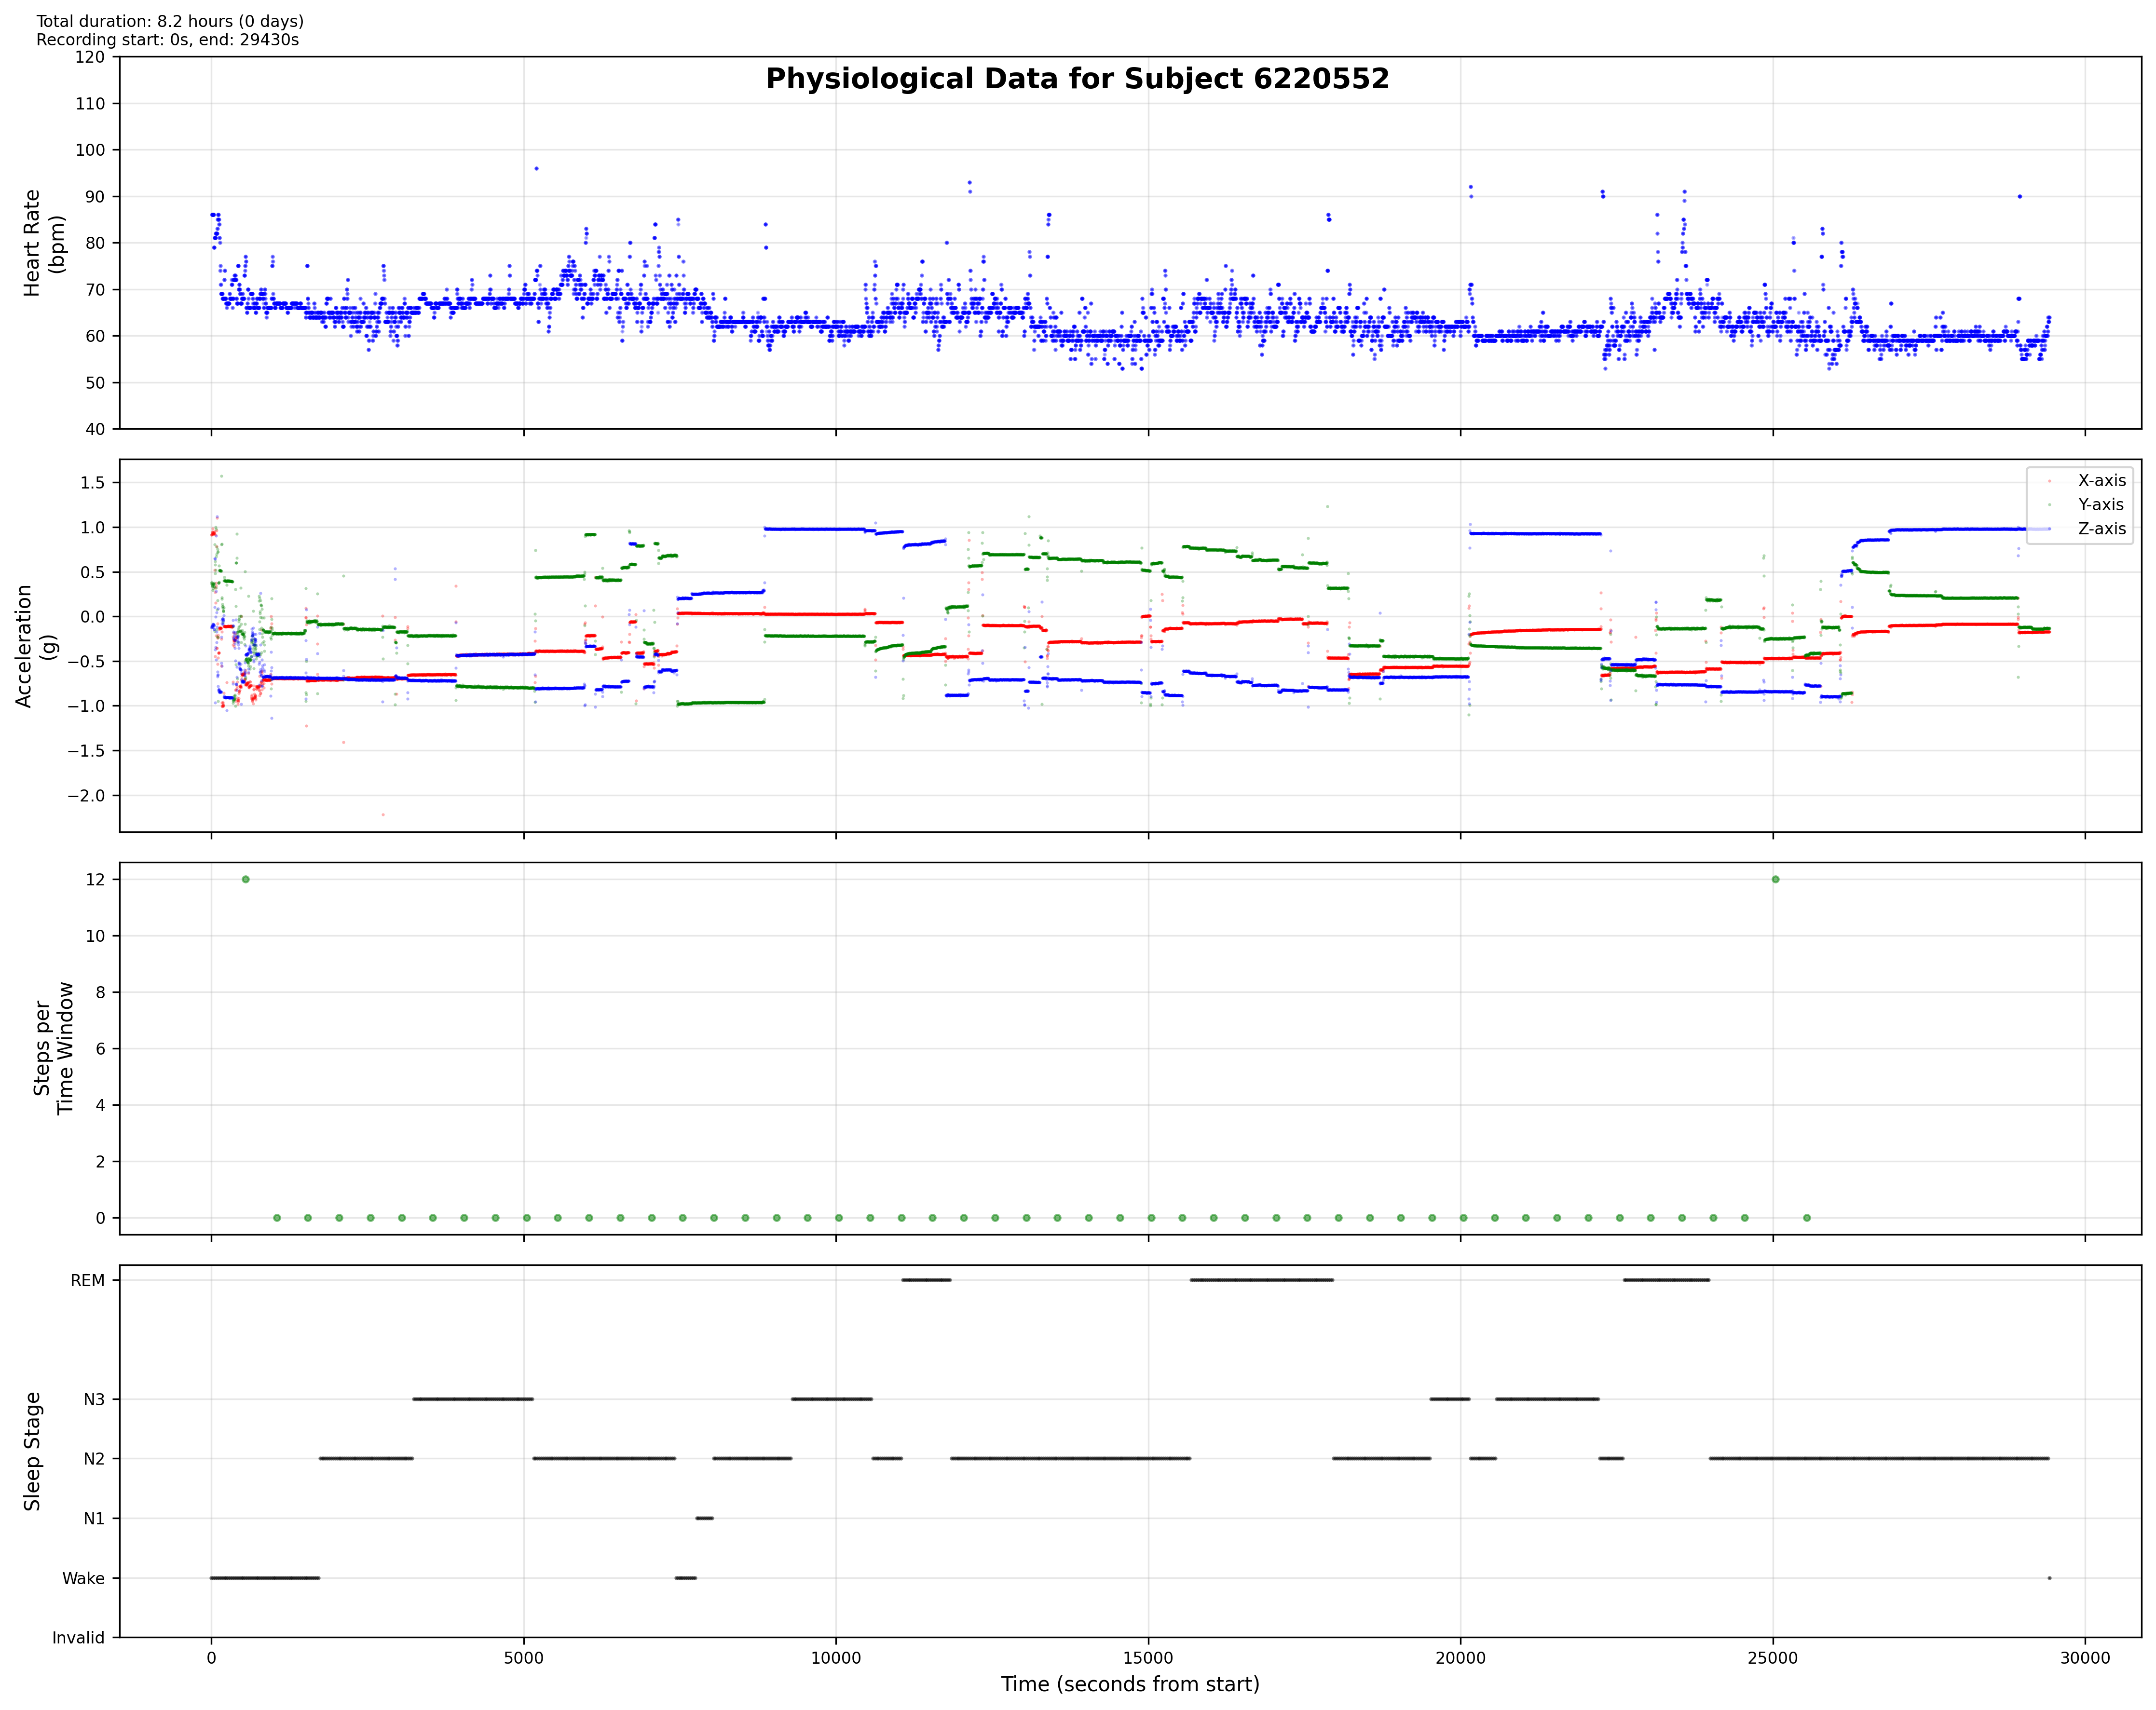 Total duration: 8.2 hours (0 days)
Recording start: 0s, end: 29430s
Physiological Data for Subject 6220552
120
110
100
90
80
70
60
50
40
Heart Rate
(bpm)
1.5
1.0
0.5
0.0
−0.5
−1.0
−1.5
−2.0
Acceleration
(g)
X-axis
Y-axis
Z-axis
12
10
8
6
4
2
0
Steps per
Time Window
REM
N3
N2
N1
Wake
Invalid
Sleep Stage
0 5000 10000 15000 20000 25000 30000
Time (seconds from start)